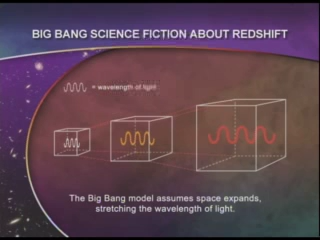 BIG BANG SCIENCE FICTION ABOUT REDSHIFT
= wavelength of light
The Big Bang model assumes space expands,
stretching the wavelength of light.